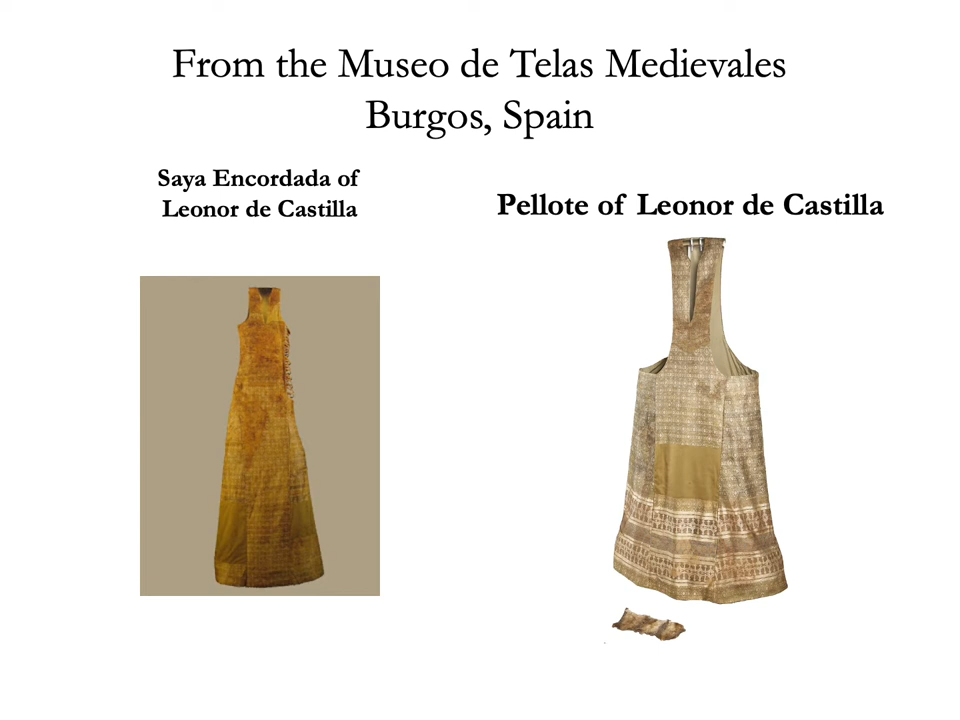 From the Museo de Telas Medievales
Burgos, Spain
Saya Encordada of
Leonor de Castilla
Pellote of Leonor de Castilla